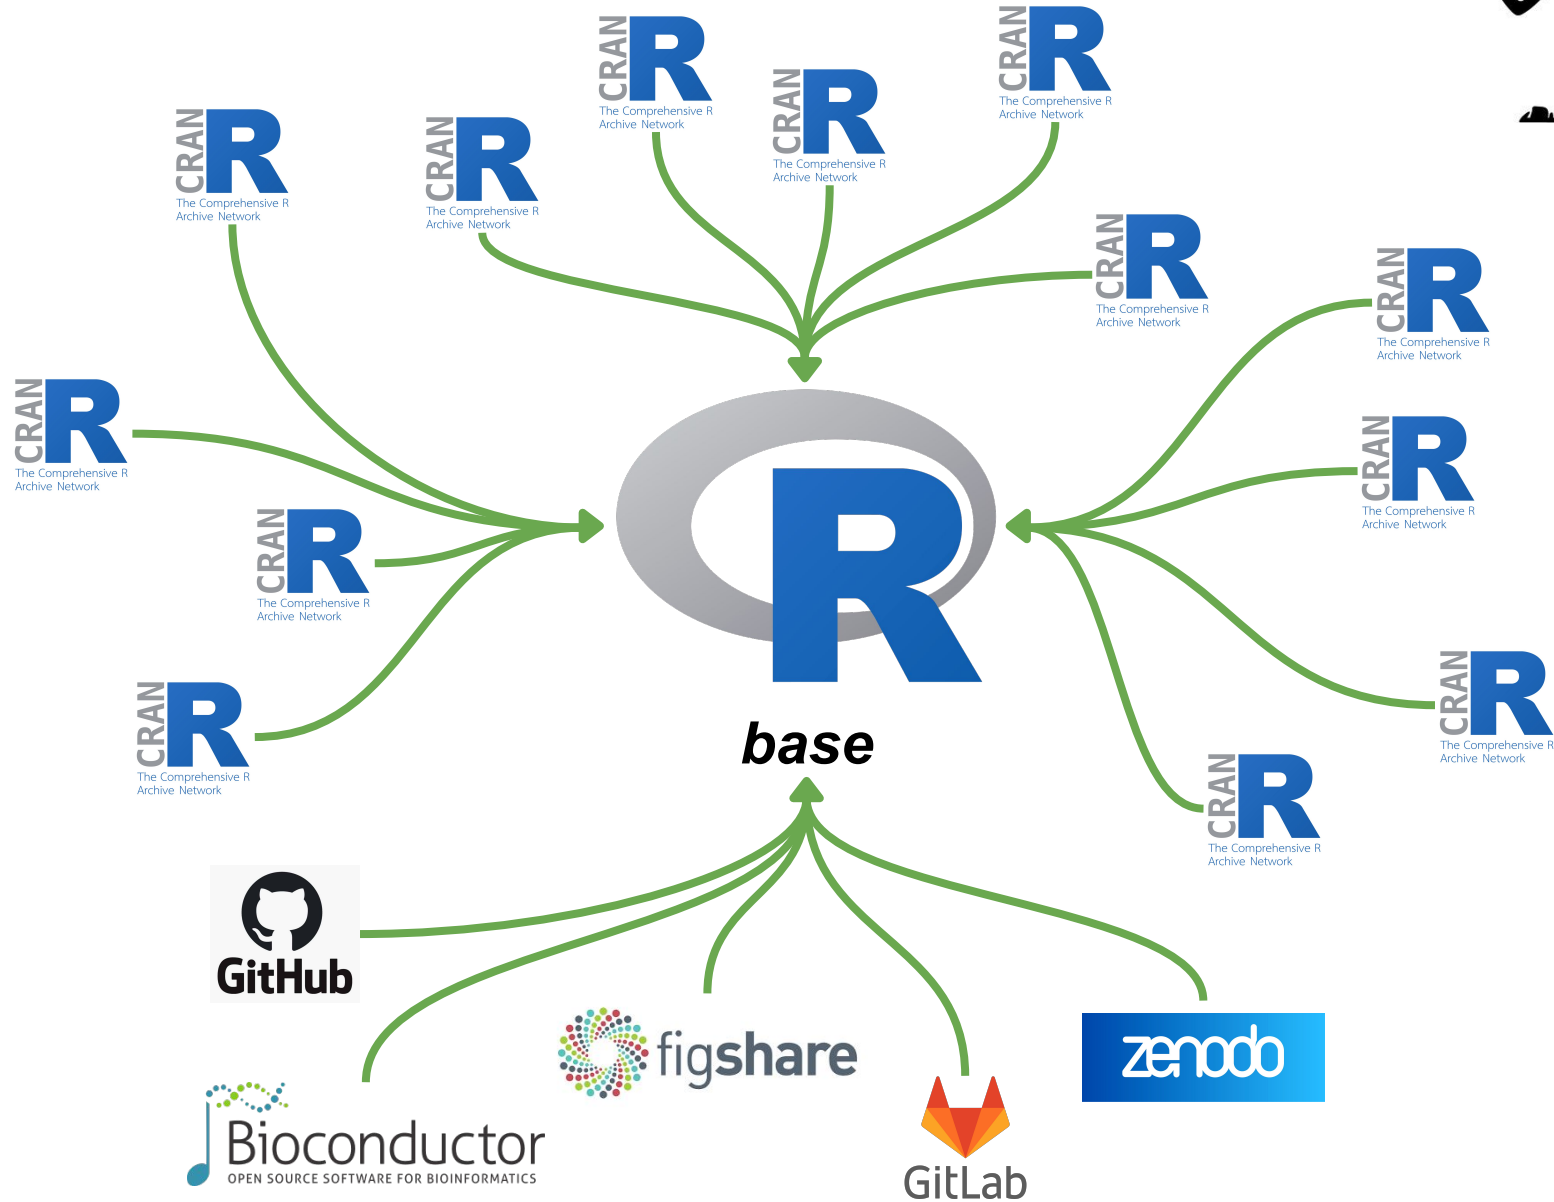 CRAN R
The Comprehensive R
Archive Network
CRAN R
The Comprehensive R
Archive Network
CRAN R
The Comprehensive R
Archive Network
CRAN R
The Comprehensive R
Archive Network
CRAN R
The Comprehensive R
Archive Network
CRAN R
The Comprehensive R
Archive Network
CRAN R
The Comprehensive R
Archive Network
CRAN R
The Comprehensive R
Archive Network
CRAN R
The Comprehensive R
Archive Network
CRAN R
The Comprehensive R
Archive Network
CRAN R
The Comprehensive R
Archive Network
CRAN R
The Comprehensive R
Archive Network
CRAN R
The Comprehensive R
Archive Network
R
base
GitHub
figshare
zenodo
Bioconductor
OPEN SOURCE SOFTWARE FOR BIOINFORMATICS
GitLab